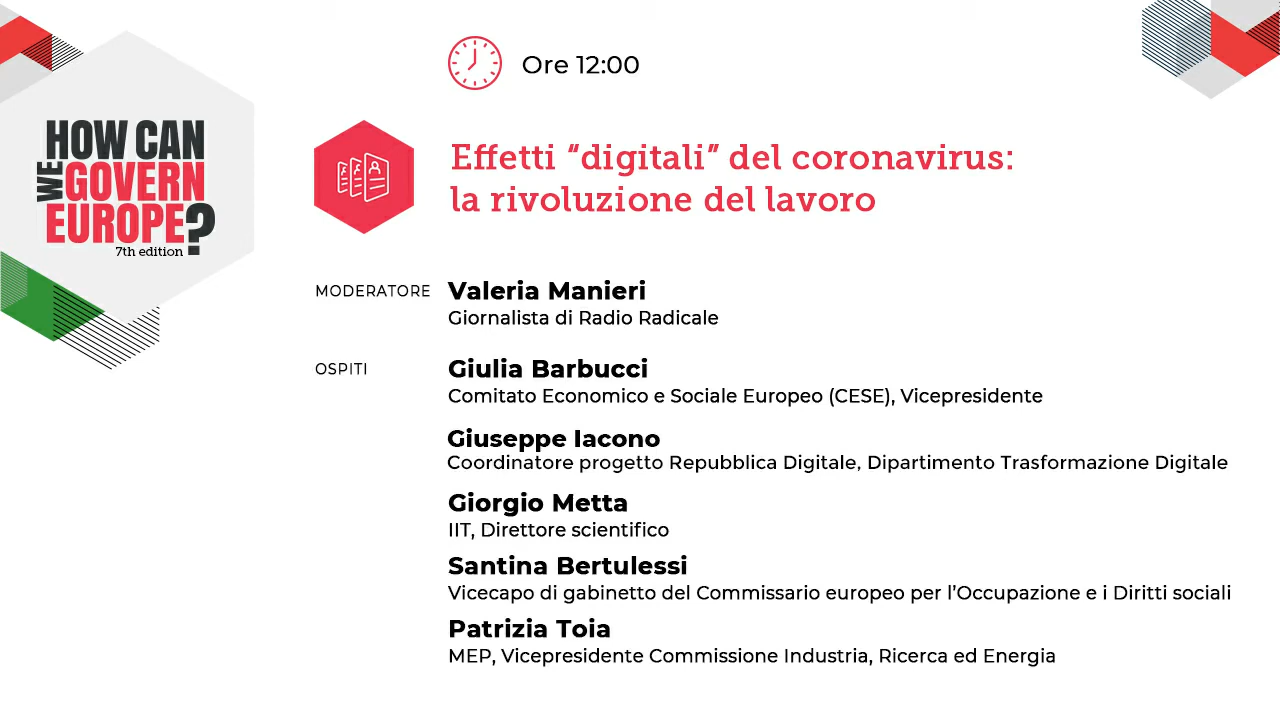 HOW CAN
WE GOVERN
EUROPE?
7th edition
Ore 12:00
Effetti “digitali” del coronavirus:
la rivoluzione del lavoro
MODERATORE
Valeria Manieri
Giornalista di Radio Radicale
OSPITI
Giulia Barbucci
Comitato Economico e Sociale Europeo (CESE), Vicepresidente
Giuseppe Iacono
Coordinatore progetto Repubblica Digitale, Dipartimento Trasformazione Digitale
Giorgio Metta
IIT, Direttore scientifico
Santina Bertulessi
Vicecapo di gabinetto del Commissario europeo per l’Occupazione e i Diritti sociali
Patrizia Toia
MEP, Vicepresidente Commissione Industria, Ricerca ed Energia